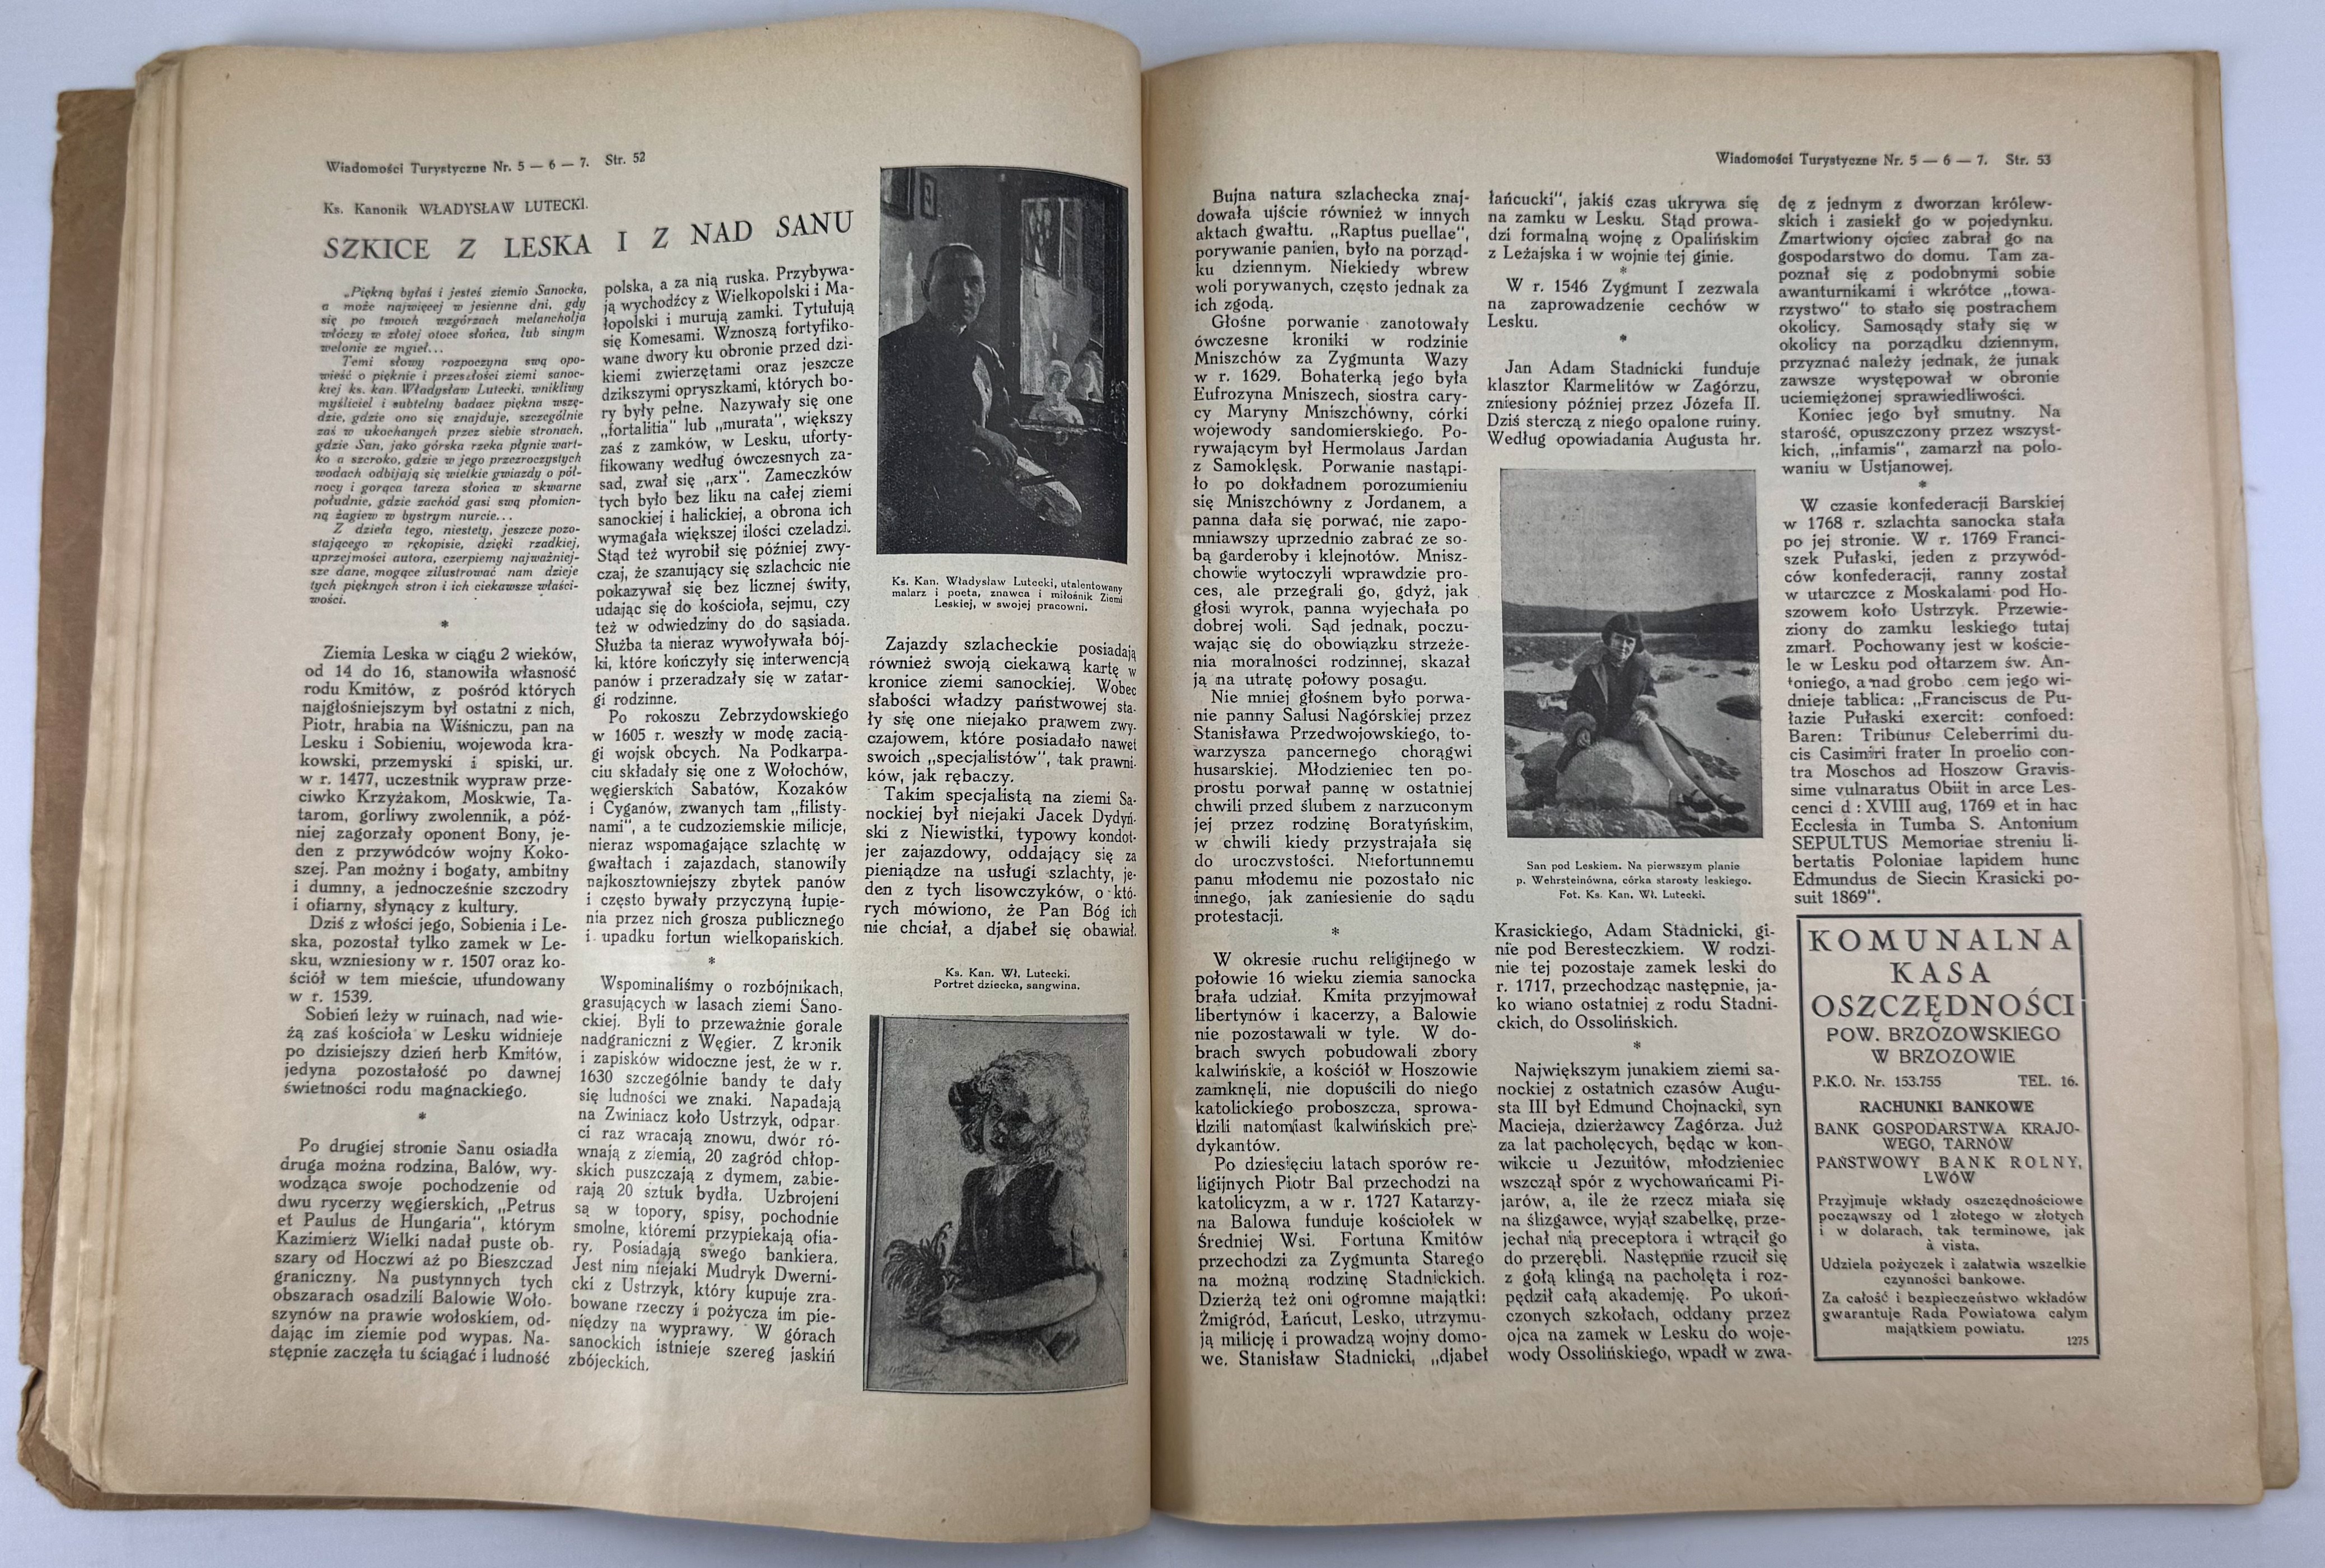 Wiadomości Turystyczne Nr. 5 — 6 — 7. Str. 52
Ks. Kanonik WŁADYSŁAW LUTECKI.
SZKICE Z LESKA I Z NAD SANU
„Piękną byłaś i jesteś ziemio Sanocka,
a może najwięcej w jesienne dni, gdy
się po twoich wzgórzach melancholja
włóczy w złotej otoce słońca, lub sinym
welonie ze mgieł...
Temi słowy rozpoczyna swą opo-
wieść o pięknie i przeszłości ziemi sanoc-
kiej ks. kan. Władysław Lutecki, wnikliwy
myśliciel i subtelny badacz piękna wszę-
dzie, gdzie ono się znajduje, szczególnie
zaś w ukochanych przez siebie stronach,
gdzie San, jako górska rzeka płynie wart-
ko a szeroko, gdzie w jego przezroczystych
wodach odbijają się wielkie gwiazdy o pół-
nocy i gorąca tarcza słońca w skwarne
południe, gdzie zachód gasi swą płomien-
ną żagiew w bystrym nurcie...
Z dzieła tego, niestety, jeszcze pozo-
stającego w rękopisie, dzięki rzadkiej,
uprzejmości autora, czerpiemy najważniej-
sze dane, mogące zilustrować nam dzieje
tych pięknych stron i ich ciekawsze właści-
wości.
*
Ziemia Leska w ciągu 2 wieków,
od 14 do 16, stanowiła własność
rodu Kmitów, z pośród których
najgłośniejszym był ostatni z nich,
Piotr, hrabia na Wiśniczu, pan na
Lesku i Sobieniu, wojewoda kra-
kowski, przemyski i spiski, ur.
w r. 1477, uczestnik wypraw prze-
ciwko Krzyżakom, Moskwie, Ta-
tarom, gorliwy zwolennik, a póź-
niej zagorzały oponent Bony, je-
den z przywódców wojny Koko-
szej. Pan możny i bogaty, ambitny
i dumny, a jednocześnie szczodry
i ofiarny, słynący z kultury.
Dziś z włości jego, Sobienia i Le-
ska, pozostał tylko zamek w Le-
sku, wzniesiony w r. 1507 oraz ko-
ściół w tem mieście, ufundowany
w r. 1539.
Sobień leży w ruinach, nad wie-
żą zaś kościoła w Lesku widnieje
po dzisiejszy dzień herb Kmitów,
jedyna pozostałość po dawnej
świetności rodu magnackiego.
*
Po drugiej stronie Sanu osiadła
druga można rodzina, Balów, wy-
wodząca swoje pochodzenie od
dwu rycerzy węgierskich, „Petrus
et Paulus de Hungaria", którym
Kazimierz Wielki nadał puste ob-
szary od Hoczwi aż po Bieszczad
graniczny. Na pustynnych tych
obszarach osadzili Balowie Woło-
szynów na prawie wołoskiem, od-
dając im ziemie pod wypas. Na-
stępnie zaczęła tu ściągać i ludność
polska, a za nią ruska. Przybywa-
ją wychodźcy z Wielkopolski i Ma-
łopolski i murują zamki. Tytułują
się Komesami. Wznoszą fortyfiko-
wane dwory ku obronie przed dzi-
kiemi zwierzętami oraz jeszcze
dzikszymi opryszkami, których bo-
ry były pełne. Nazywały się one
„fortalitia" lub „murata", większy
zaś z zamków, w Lesku, uforty-
fikowany według ówczesnych za-
sad, zwał się „arx". Zameczków
tych było bez liku na całej ziemi
sanockiej i halickiej, a obrona ich
wymagała większej ilości czeladzi.
Stąd też wyrobił się później zwy-
czaj, że szanujący się szlachcic nie
pokazywał się bez licznej świty,
udając się do kościoła, sejmu, czy
też w odwiedziny do do sąsiada.
Służba ta nieraz wywoływała bój-
ki, które kończyły się interwencją
panów i przeradzały się w zatar-
gi rodzinne.
Po rokoszu Zebrzydowskiego
w 1605 r. weszły w modę zacią-
gi wojsk obcych. Na Podkarpa-
ciu składały się one z Wołochów,
węgierskich Sabatów, Kozaków
i Cyganów, zwanych tam „filisty-
nami", a te cudzoziemskie milicje,
nieraz wspomagające szlachtę w
gwałtach i zajazdach, stanowiły
najkosztowniejszy zbytek panów
i często bywały przyczyną łupie-
nia przez nich grosza publicznego
i upadku fortun wielkopańskich.
*
Wspominaliśmy o rozbójnikach,
grasujących w lasach ziemi Sano-
ckiej. Byli to przeważnie gorale
nadgraniczni z Węgier. Z kronik
i zapisków widoczne jest, że w r.
1630 szczególnie bandy te dały
się ludności we znaki. Napadają
na Zwiniacz koło Ustrzyk, odpar-
ci raz wracają znowu, dwór ró-
wnają z ziemią, 20 zagród chłop-
skich puszczają z dymem, zabie-
rają 20 sztuk bydła. Uzbrojeni
są w topory, spisy, pochodnie
smolne, któremi przypiekają ofia-
ry. Posiadają swego bankiera.
Jest nim niejaki Mudryk Dwerni-
cki z Ustrzyk, który kupuje zra-
bowane rzeczy i pożycza im pie-
niędzy na wyprawy. W górach
sanockich istnieje szereg jaskiń
zbójeckich.
Ks. Kan. Władysław Lutecki, utalentowany
malarz i poeta, znawca i miłośnik Ziemi
Leskiej, w swojej pracowni.
Zajazdy szlacheckie posiadają
również swoją ciekawą kartę w
kronice ziemi sanockiej. Wobec
słabości władzy państwowej sta-
ły się one niejako prawem zwy-
czajowem, które posiadało nawet
swoich „specjalistów", tak prawni-
ków, jak rębaczy.
Takim specjalistą na ziemi Sa-
nockiej był niejaki Jacek Dydyń-
ski z Niewistki, typowy kondot-
jer zajazdowy, oddający się za
pieniądze na usługi szlachty, je-
den z tych lisowczyków, o któ-
rych mówiono, że Pan Bóg ich
nie chciał, a djabeł się obawiał.
Ks. Kan. Wł. Lutecki.
Portret dziecka, sangwina.
Wiadomości Turystyczne Nr. 5 — 6 — 7. Str. 53
Bujna natura szlachecka znaj-
dowała ujście również w innych
aktach gwałtu. „Raptus puellae",
porywanie panien, było na porząd-
ku dziennym. Niekiedy wbrew
woli porywanych, często jednak za
ich zgodą.
Głośne porwanie zanotowały
ówczesne kroniki w rodzinie
Mniszchów za Zygmunta Wazy
w r. 1629. Bohaterką jego była
Eufrozyna Mniszech, siostra cary-
cy Maryny Mniszchówny, córki
wojewody sandomierskiego. Po-
rywającym był Hermolaus Jardan
z Samoklęsk. Porwanie nastąpi-
ło po dokładnem porozumieniu
się Mniszchówny z Jordanem, a
panna dała się porwać, nie zapo-
mniawszy uprzednio zabrać ze so-
bą garderoby i klejnotów. Mnisz-
chowie wytoczyli wprawdzie pro-
ces, ale przegrali go, gdyż, jak
głosi wyrok, panna wyjechała po
dobrej woli. Sąd jednak, poczu-
wając się do obowiązku strzeże-
nia moralności rodzinnej, skazał
ją na utratę połowy posagu.
Nie mniej głośnem było porwa-
nie panny Salusi Nagórskiej przez
Stanisława Przedwojowskiego, to-
warzysza pancernego chorągwi
husarskiej. Młodzieniec ten po-
prostu porwał pannę w ostatniej
chwili przed ślubem z narzuconym
jej przez rodzinę Boratyńskim,
w chwili kiedy przystrajała się
do uroczystości. Niefortunnemu
panu młodemu nie pozostało nic
innego, jak zaniesienie do sądu
protestacji.
*
W okresie ruchu religijnego w
połowie 16 wieku ziemia sanocka
brała udział. Kmita przyjmował
libertynów i kacerzy, a Balowie
nie pozostawali w tyle. W do-
brach swych pobudowali zbory
kalwińskie, a kościół w Hoszowie
zamknęli, nie dopuścili do niego
katolickiego proboszcza, sprowa-
dzili natomiast kalwińskich pre-
dykantów.
Po dziesięciu latach sporów re-
ligijnych Piotr Bal przechodzi na
katolicyzm, a w r. 1727 Katarzy-
na Balowa funduje kościołek w
Średniej Wsi. Fortuna Kmitów
przechodzi za Zygmunta Starego
na możną rodzinę Stadnickich.
Dzierżą też oni ogromne majątki:
Żmigród, Łańcut, Lesko, utrzymu-
ją milicję i prowadzą wojny domo-
we. Stanisław Stadnicki, „djabeł
łańcucki", jakiś czas ukrywa się
na zamku w Lesku. Stąd prowa-
dzi formalną wojnę z Opalińskim
z Leżajska i w wojnie tej ginie.
*
W r. 1546 Zygmunt I zezwala
na zaprowadzenie cechów w
Lesku.
*
Jan Adam Stadnicki funduje
klasztor Karmelitów w Zagórzu,
zniesiony później przez Józefa II.
Dziś sterczą z niego opalone ruiny.
Według opowiadania Augusta hr.
San pod Leskiem. Na pierwszym planie
p. Wehrsteinówna, córka starosty leskiego.
Fot. Ks. Kan. Wł. Lutecki.
Krasickiego, Adam Stadnicki, gi-
nie pod Beresteczkiem. W rodzi-
nie tej pozostaje zamek leski do
r. 1717, przechodząc następnie, ja-
ko wiano ostatniej z rodu Stadni-
ckich, do Ossolińskich.
*
Największym junakiem ziemi sa-
nockiej z ostatnich czasów Augu-
sta III był Edmund Chojnacki, syn
Macieja, dzierżawcy Zagórza. Już
za lat pacholęcych, będąc w kon-
wikcie u Jezuitów, młodzieniec
wszczął spór z wychowańcami Pi-
jarów, a, ile że rzecz miała się
na ślizgawce, wyjął szabelkę, prze-
jechał nią preceptora i wtrącił go
do przerębli. Następnie rzucił się
z gołą klingą na pacholęta i roz-
pędził całą akademję. Po ukoń-
czonych szkołach, oddany przez
ojca na zamek w Lesku do woje-
wody Ossolińskiego, wpadł w zwa-
dę z jednym z dworzan królew-
skich i zasiekł go w pojedynku.
Zmartwiony ojciec zabrał go na
gospodarstwo do domu. Tam za-
poznał się z podobnymi sobie
awanturnikami i wkrótce „towa-
rzystwo" to stało się postrachem
okolicy. Samosądy stały się w
okolicy na porządku dziennym,
przyznać należy jednak, że junak
zawsze występował w obronie
uciemiężonej sprawiedliwości.
Koniec jego był smutny. Na
starość, opuszczony przez wszyst-
kich, „infamis", zamarzł na polo-
waniu w Ustjanowej.
*
W czasie konfederacji Barskiej
w 1768 r. szlachta sanocka stała
po jej stronie. W r. 1769 Franci-
szek Pułaski, jeden z przywód-
ców konfederacji, ranny został
w utarczce z Moskalami pod Ho-
szowem koło Ustrzyk. Przewie-
ziony do zamku leskiego tutaj
zmarł. Pochowany jest w koście-
le w Lesku pod ołtarzem św. An-
toniego, a nad grobo cem jego wi-
dnieje tablica: „Franciscus de Pu-
łazie Pułaski exercit: confoed:
Baren: Tribunus Celeberrimi du-
cis Casimiri frater In proelio con-
tra Moschos ad Hoszow Gravis-
sime vulnaratus Obiit in arce Les-
cenci d : XVIII aug, 1769 et in hac
Ecclesia in Tumba S. Antonium
SEPULTUS Memoriae streniu li-
bertatis Poloniae lapidem hunc
Edmundus de Siecin Krasicki po-
suit 1869".
KOMUNALNA
KASA
OSZCZĘDNOŚCI
POW. BRZOZOWSKIEGO
W BRZOZOWIE
P.K.O. Nr. 153.755 TEL. 16.
RACHUNKI BANKOWE
BANK GOSPODARSTWA KRAJO-
WEGO, TARNÓW
PAŃSTWOWY BANK ROLNY,
LWÓW
Przyjmuje wkłady oszczędnościowe
począwszy od 1 złotego w złotych
i w dolarach, tak terminowe, jak
à vista.
Udziela pożyczek i załatwia wszelkie
czynności bankowe.
Za całość i bezpieczeństwo wkładów
gwarantuje Rada Powiatowa całym
majątkiem powiatu.
1275